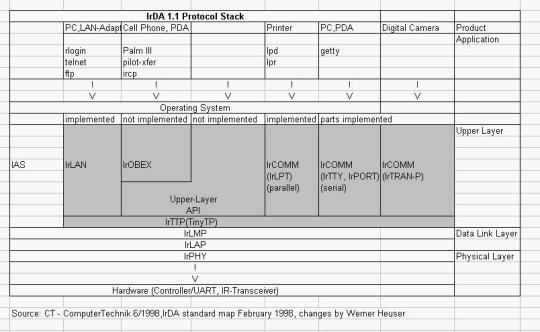 IrDA 1.1 Protocol Stack
PC,LAN-Adapt Cell Phone, PDA Printer PC,PDA Digital Camera Product
Application
rlogin Palm III lpd getty
telnet pilot-xfer lpr
ftp ircp
! ! ! ! ! !
V V V V V V
Operating System
implemented not implemented not implemented implemented parts implemented
Upper Layer
IAS IrLAN IrOBEX IrCOMM IrCOMM IrCOMM
(IrLPT) (IrTTY, IrPORT) (IrTRAN-P)
(parallel) (serial)
Upper-Layer
API
IrTTP(TinyTP)
IrLMP Data Link Layer
IrLAP
IrPHY Physical Layer
!
V
Hardware (Controller/UART, IR-Transceiver)
Source: CT - ComputerTechnik 6/1998,IrDA standard map February 1998, changes by Werner Heuser